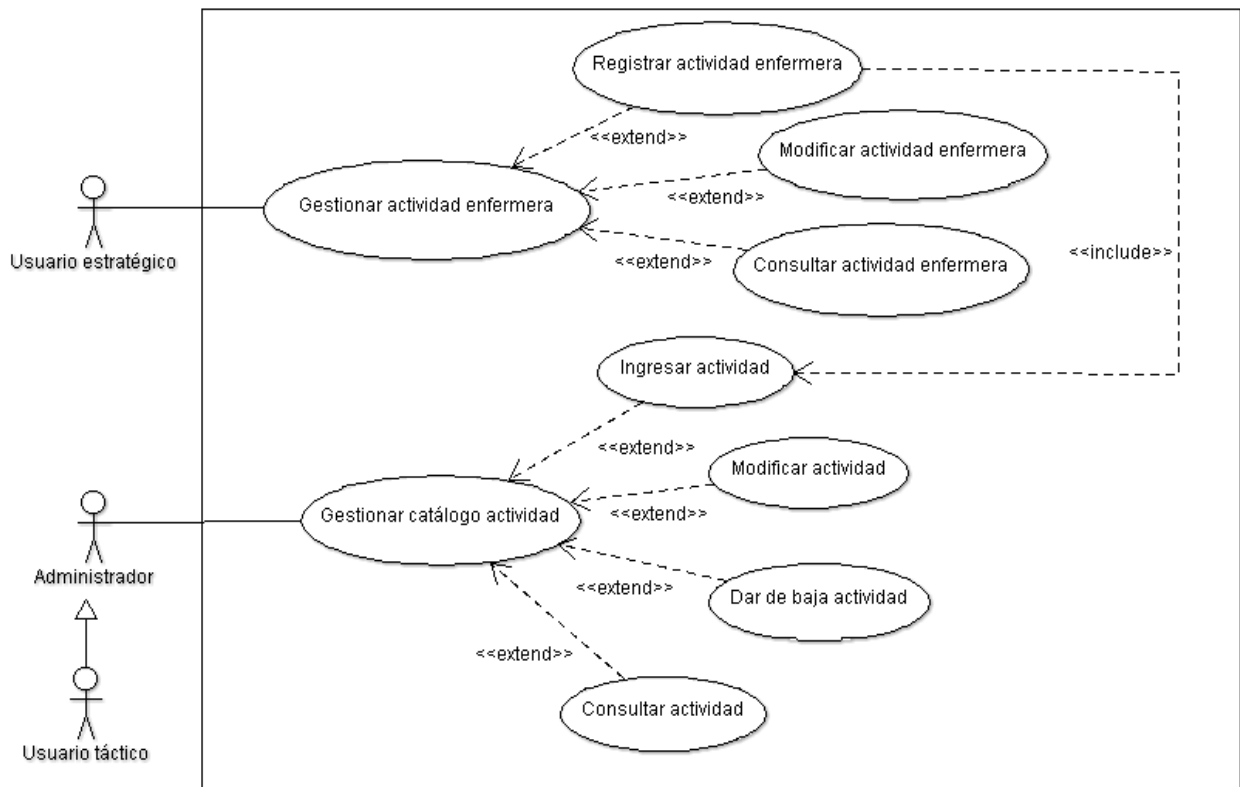 Registrar actividad enfermera
<<extend>>
Modificar actividad enfermera
<<extend>>
Gestionar actividad enfermera
Usuario estratégico
<<extend>>
Consultar actividad enfermera
<<include>>
Ingresar actividad
<<extend>>
Modificar actividad
<<extend>>
Gestionar catálogo actividad
Administrador
<<extend>>
Dar de baja actividad
<<extend>>
Consultar actividad
Usuario táctico